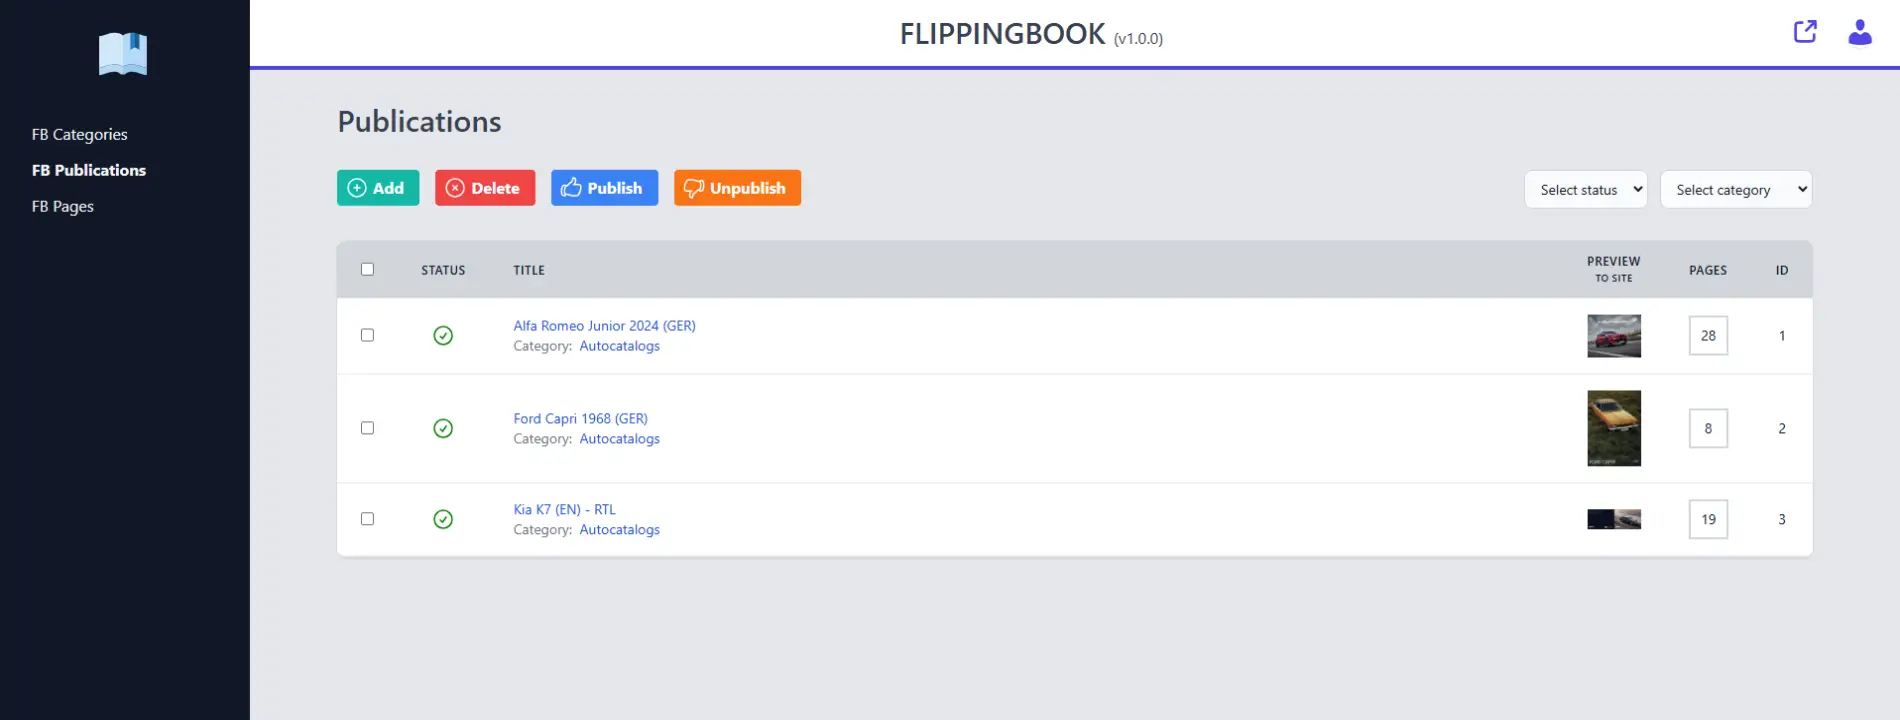 FLIPPINGBOOK (v1.0.0)
FB Categories
FB Publications
FB Pages
Publications
Add
Delete
Publish
Unpublish
Select status
Select category
STATUS
TITLE
PREVIEW
TO SITE
PAGES
ID
Alfa Romeo Junior 2024 (GER)
Category: Autocatalogs
28
1
Ford Capri 1968 (GER)
Category: Autocatalogs
8
2
Kia K7 (EN) - RTL
Category: Autocatalogs
19
3